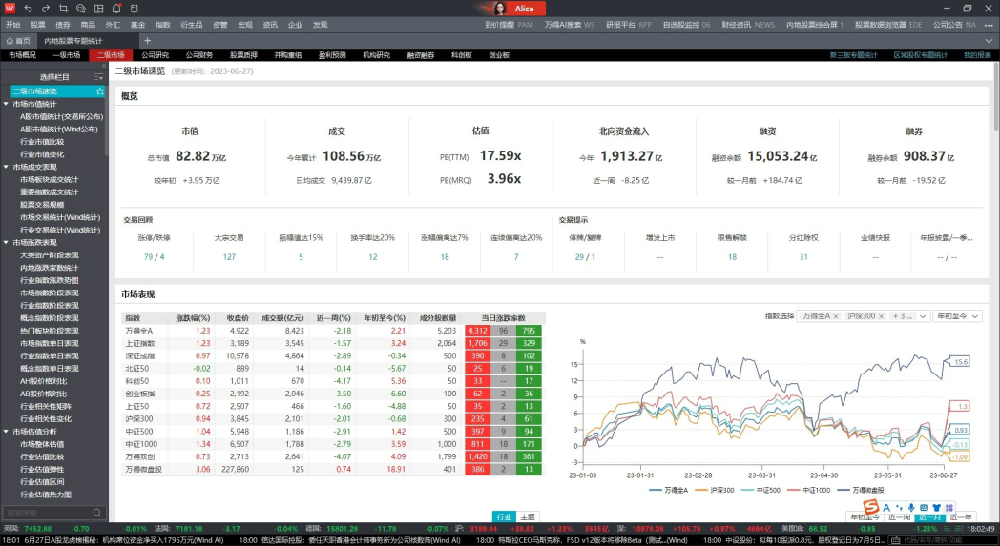 Alice
开始 股票 债券 商品 外汇 基金 指数 衍生品 资管 宏观 资讯 企业 发现 到价提醒 PAM 万得AI搜索 WS 研报平台 RPP 自选股监控 06 财经资讯 NEWS 内地股票综合屏 1 股票数据浏览器 EDE 公司公告 NA
首页 内地股票专题统计
市场概况 一级市场 二级市场 公司研究 公司财务 股票质押 并购重组 盈利预测 机构研究 融资融券 科创板 创业板 新三板专题统计 区域股权专题统计 我的报表
选择栏目
二级市场速览
市场市值统计
A股市值统计(交易所公布)
A股市值统计(Wind公布)
行业市值比较
行业市值变化
市场成交表现
市场板块成交统计
重要指数成交统计
股票交易规模
市场交易统计(Wind统计)
行业交易统计(Wind统计)
市场涨跌表现
大类资产阶段表现
内地涨跌家数统计
行业指数涨跌势图
市场指数阶段表现
行业指数阶段表现
概念指数阶段表现
热门板块阶段表现
市场指数单日表现
行业指数单日表现
概念指数单日表现
AH股价格对比
AB股价格对比
行业相关性矩阵
行业相关性变化
市场估值分析
市场整体估值
行业估值比较
行业估值弹性
行业估值区间
行业估值热力图
二级市场速览 (更新时间: 2023-06-27)
概览
市值 成交 估值 北向资金流入 融资 融券
总市值 82.82 万亿 今年累计 108.56 万亿 PE(TTM) 17.59x 今年 1,913.27 亿 融资余额 15,053.24 亿 融券余额 908.37 亿
较年初 +3.95 万亿 日均成交 9,439.87 亿 PB(MRQ) 3.96x 近一周 -8.25 亿 较一月前 +184.74 亿 较一月前 -19.52 亿
交易回顾 交易提示
涨停/跌停 大宗交易 振幅值达15% 换手率达20% 涨幅偏离达7% 连续偏离达20% 停牌/复牌 增发上市 限售解禁 分红除权 业绩快报 年报披露/一季...
79 / 4 127 5 12 18 7 29 / 1 -- 18 31 -- -- / --
市场表现
指数 涨跌幅(%) 收盘价 成交额(亿元) 近一周(%) 年初至今(%) 成分股数量 当日涨跌家数
万得全A 1.23 4,922 8,423 -2.18 2.21 5,203 4,312 96 795
上证指数 1.23 3,189 3,545 -1.57 3.24 2,064 1,706 29 329
深证成指 0.97 10,978 4,864 -2.89 -0.34 500 390 8 102
北证50 -0.02 889 14 -0.14 -5.67 50 25 6 19
科创50 0.10 1,011 670 -4.17 5.36 50 33 -- 17
创业板指 0.25 2,192 2,046 -3.50 -6.60 100 62 2 36
上证50 0.72 2,507 466 -1.60 -4.88 50 35 2 13
沪深300 0.94 3,845 2,101 -2.01 -0.68 300 235 4 61
中证500 1.04 5,948 1,186 -2.91 1.42 500 397 9 94
中证1000 1.34 6,507 1,788 -2.79 3.59 1,000 811 18 171
万得双创 0.73 2,713 2,641 -4.07 4.09 1,799 1,420 18 361
万得微盘股 3.06 227,860 125 0.74 18.91 401 386 2 13
指数选择 万得全A × 沪深300 × + 3 ... 年初至今
%
15
12
9
6
3
0
-3
15.6
1.3
0.93
-0.13
-1.09
23-01-03 23-01-31 23-02-28 23-03-31 23-04-30 23-05-31 23-06-27
万得全A 沪深300 中证500 中证1000 万得微盘股
行业 主题
年初至今 近一周 近一月 近一年
英国: 7452.88 -0.70 -0.01% 法国: 7181.18 -3.17 -0.04% 德国: 15801.28 -11.78 -0.07% 沪: 3189.44 +38.82 +1.23% 3545亿 深: 10978.08 +105.78 +0.97% 4864亿 美原油: 68.52 -0.85 -1.23% 18:02:49
18:01 6月27日A股龙虎榜揭秘: 机构席位资金净买入1795万元(Wind AI) 18:00 信达国际控股: 委任天职香港会计师事务所为公司核数师(Wind AI) 18:00 特斯拉CEO马斯克称, FSD v12版本将移除Beta (测试...(Wind) 18:00 中设股份: 拟每10股派0.8元, 股权登记日为7月5日...